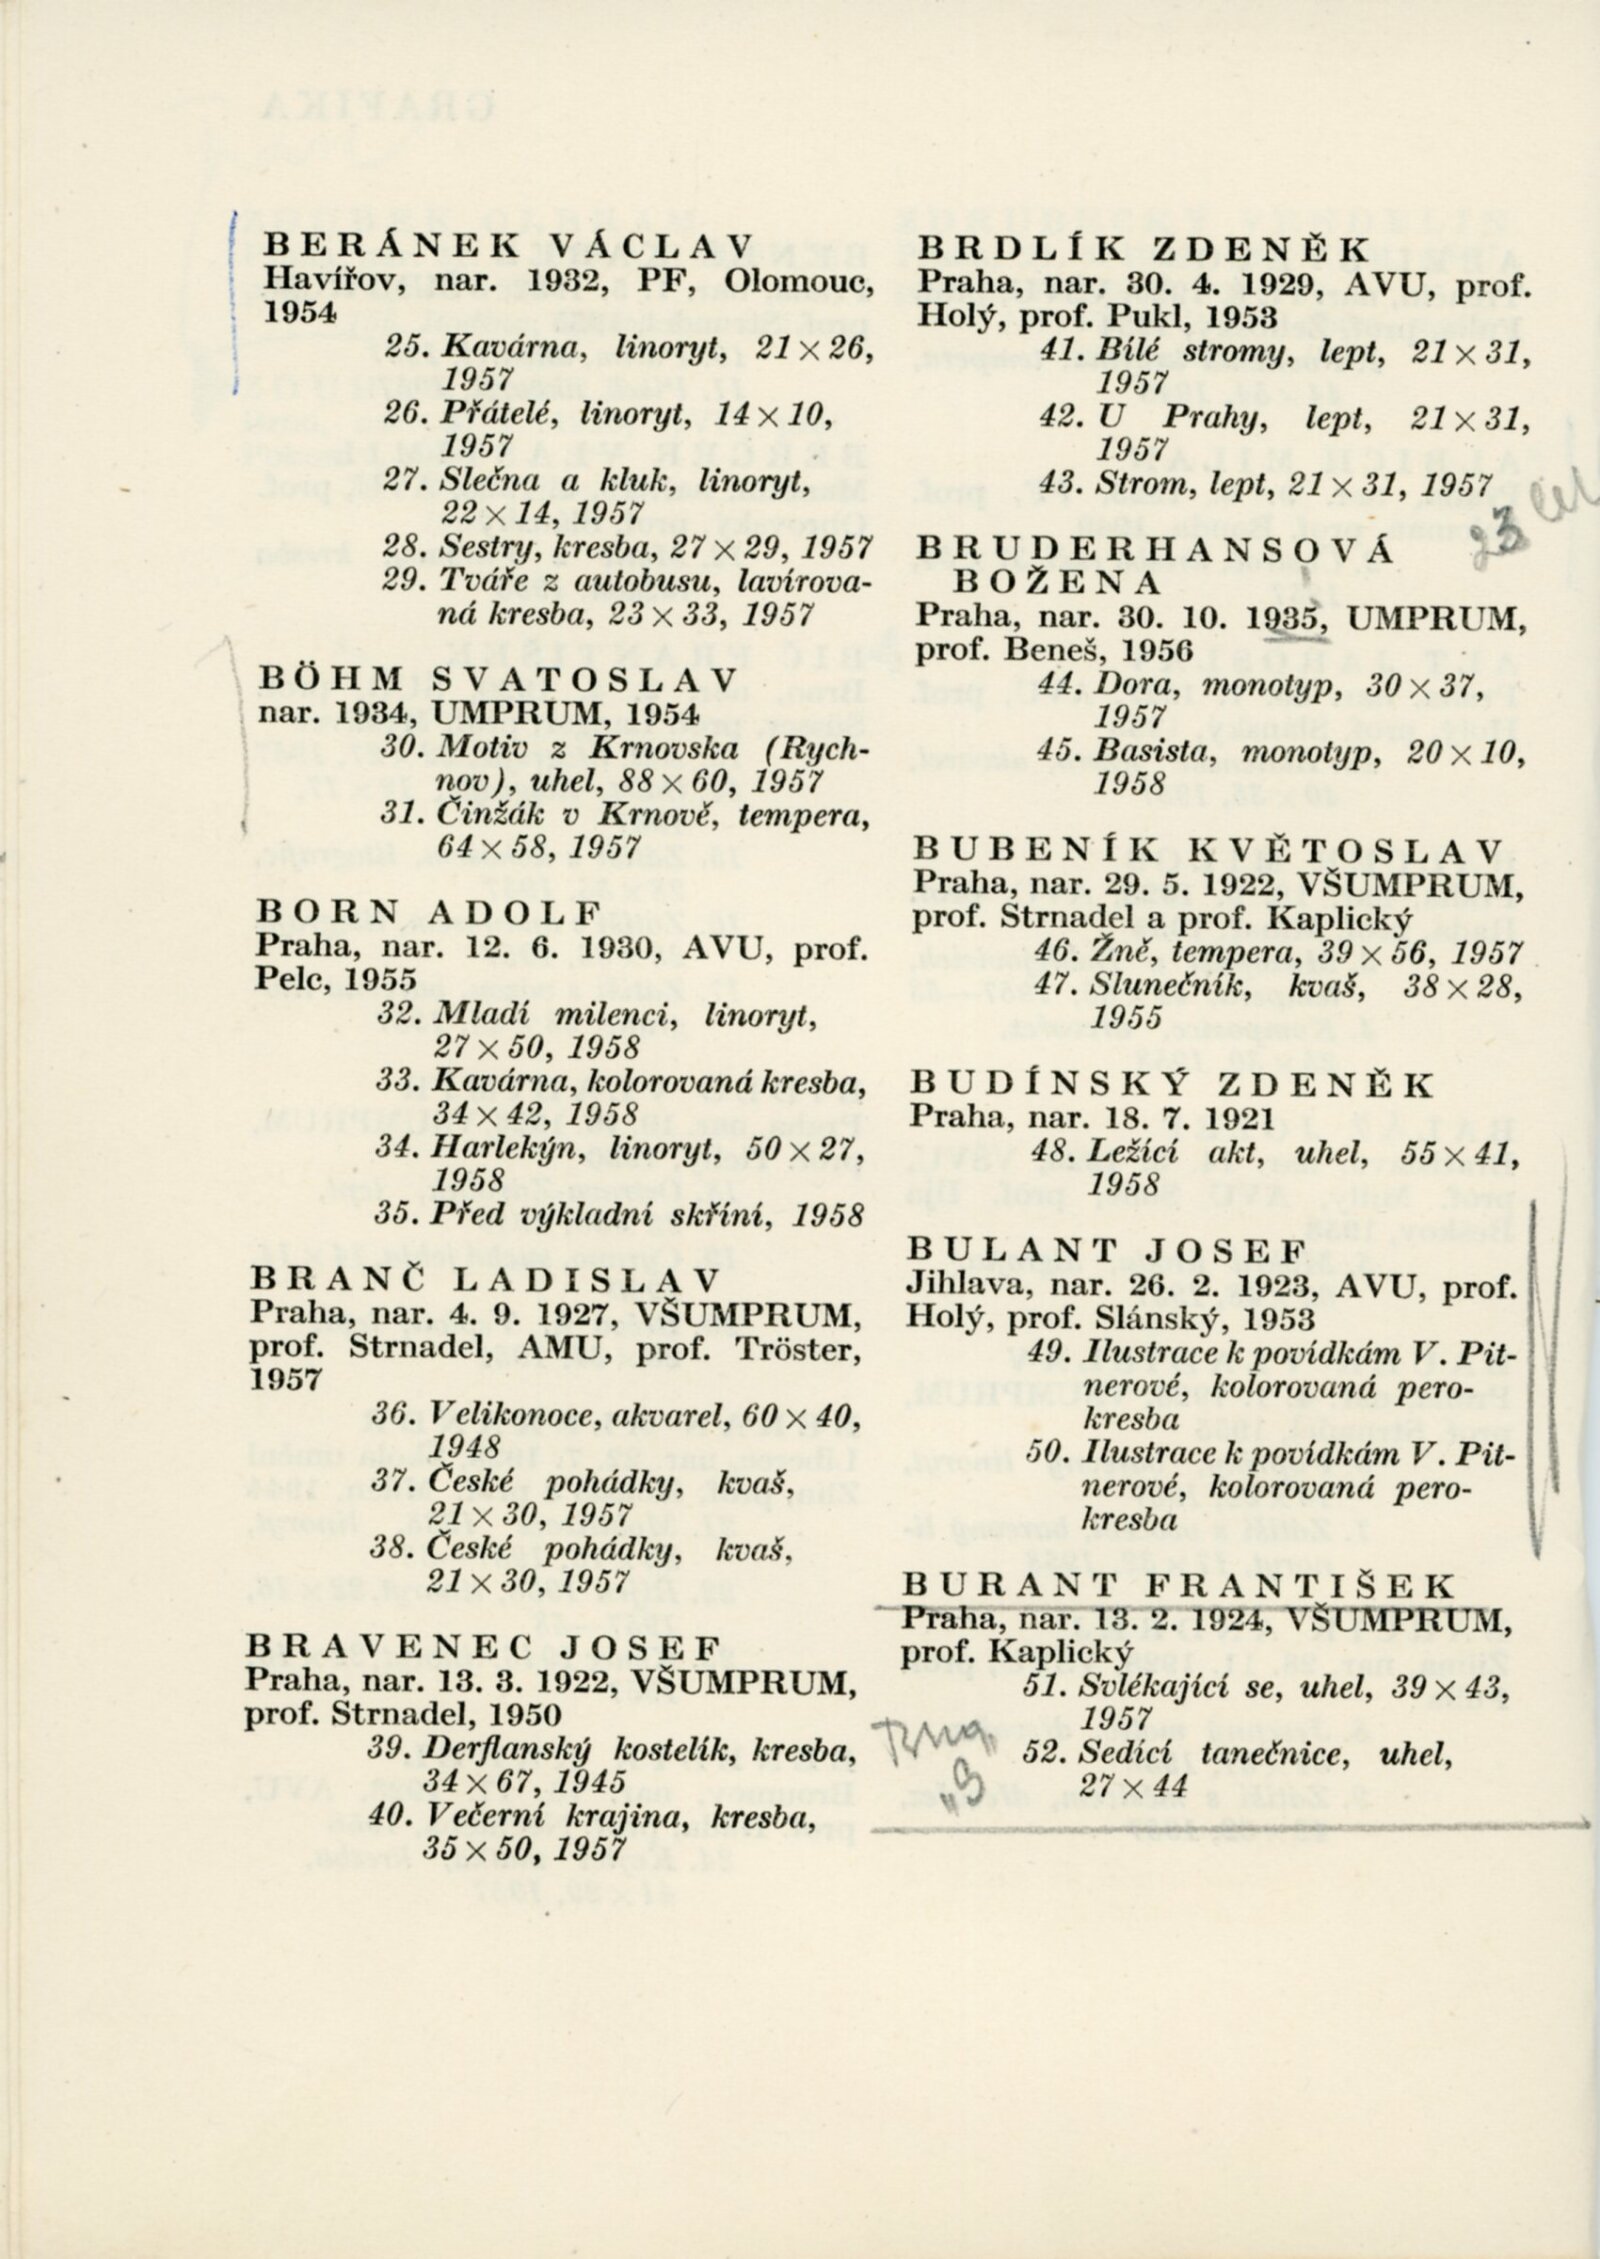 BERÁNEK VÁCLAV
Havířov, nar. 1932, PF, Olomouc,
1954
25. Kavárna, linoryt, 21 × 26,
1957
26. Přátelé, linoryt, 14 × 10,
1957
27. Slečna a kluk, linoryt,
22 × 14, 1957
28. Sestry, kresba, 27 × 29, 1957
29. Tváře z autobusu, lavírova-
ná kresba, 23 × 33, 1957
BÖHM SVATOSLAV
nar. 1934, UMPRUM, 1954
30. Motiv z Krnovska (Rych-
nov), uhel, 88 × 60, 1957
31. Činžák v Krnově, tempera,
64 × 58, 1957
BORN ADOLF
Praha, nar. 12. 6. 1930, AVU, prof.
Pelc, 1955
32. Mladí milenci, linoryt,
27 × 50, 1958
33. Kavárna, kolorovaná kresba,
34 × 42, 1958
34. Harlekýn, linoryt, 50 × 27,
1958
35. Před výkladní skříní, 1958
BRANČ LADISLAV
Praha, nar. 4. 9. 1927, VŠUMPRUM,
prof. Strnadel, AMU, prof. Tröster,
1957
36. Velikonoce, akvarel, 60 × 40,
1948
37. České pohádky, kvaš,
21 × 30, 1957
38. České pohádky, kvaš,
21 × 30, 1957
BRAVENEC JOSEF
Praha, nar. 13. 3. 1922, VŠUMPRUM,
prof. Strnadel, 1950
39. Derflanský kostelík, kresba,
34 × 67, 1945
40. Večerní krajina, kresba,
35 × 50, 1957
BRDLÍK ZDENĚK
Praha, nar. 30. 4. 1929, AVU, prof.
Holý, prof. Pukl, 1953
41. Bílé stromy, lept, 21 × 31,
1957
42. U Prahy, lept, 21 × 31,
1957
43. Strom, lept, 21 × 31, 1957
23 let
BRUDERHANSOVÁ
BOŽENA
Praha, nar. 30. 10. 1935, UMPRUM,
prof. Beneš, 1956
44. Dora, monotyp, 30 × 37,
1957
45. Basista, monotyp, 20 × 10,
1958
BUBENÍK KVĚTOSLAV
Praha, nar. 29. 5. 1922, VŠUMPRUM,
prof. Strnadel a prof. Kaplický
46. Žně, tempera, 39 × 56, 1957
47. Slunečník, kvaš, 38 × 28,
1955
BUDÍNSKÝ ZDENĚK
Praha, nar. 18. 7. 1921
48. Ležící akt, uhel, 55 × 41,
1958
BULANT JOSEF
Jihlava, nar. 26. 2. 1923, AVU, prof.
Holý, prof. Slánský, 1953
49. Ilustrace k povídkám V. Pit-
nerové, kolorovaná pero-
kresba
50. Ilustrace k povídkám V. Pit-
nerové, kolorovaná pero-
kresba
BURANT FRANTIŠEK
Praha, nar. 13. 2. 1924, VŠUMPRUM,
prof. Kaplický
51. Svlékající se, uhel, 39 × 43,
1957
52. Sedící tanečnice, uhel,
27 × 44